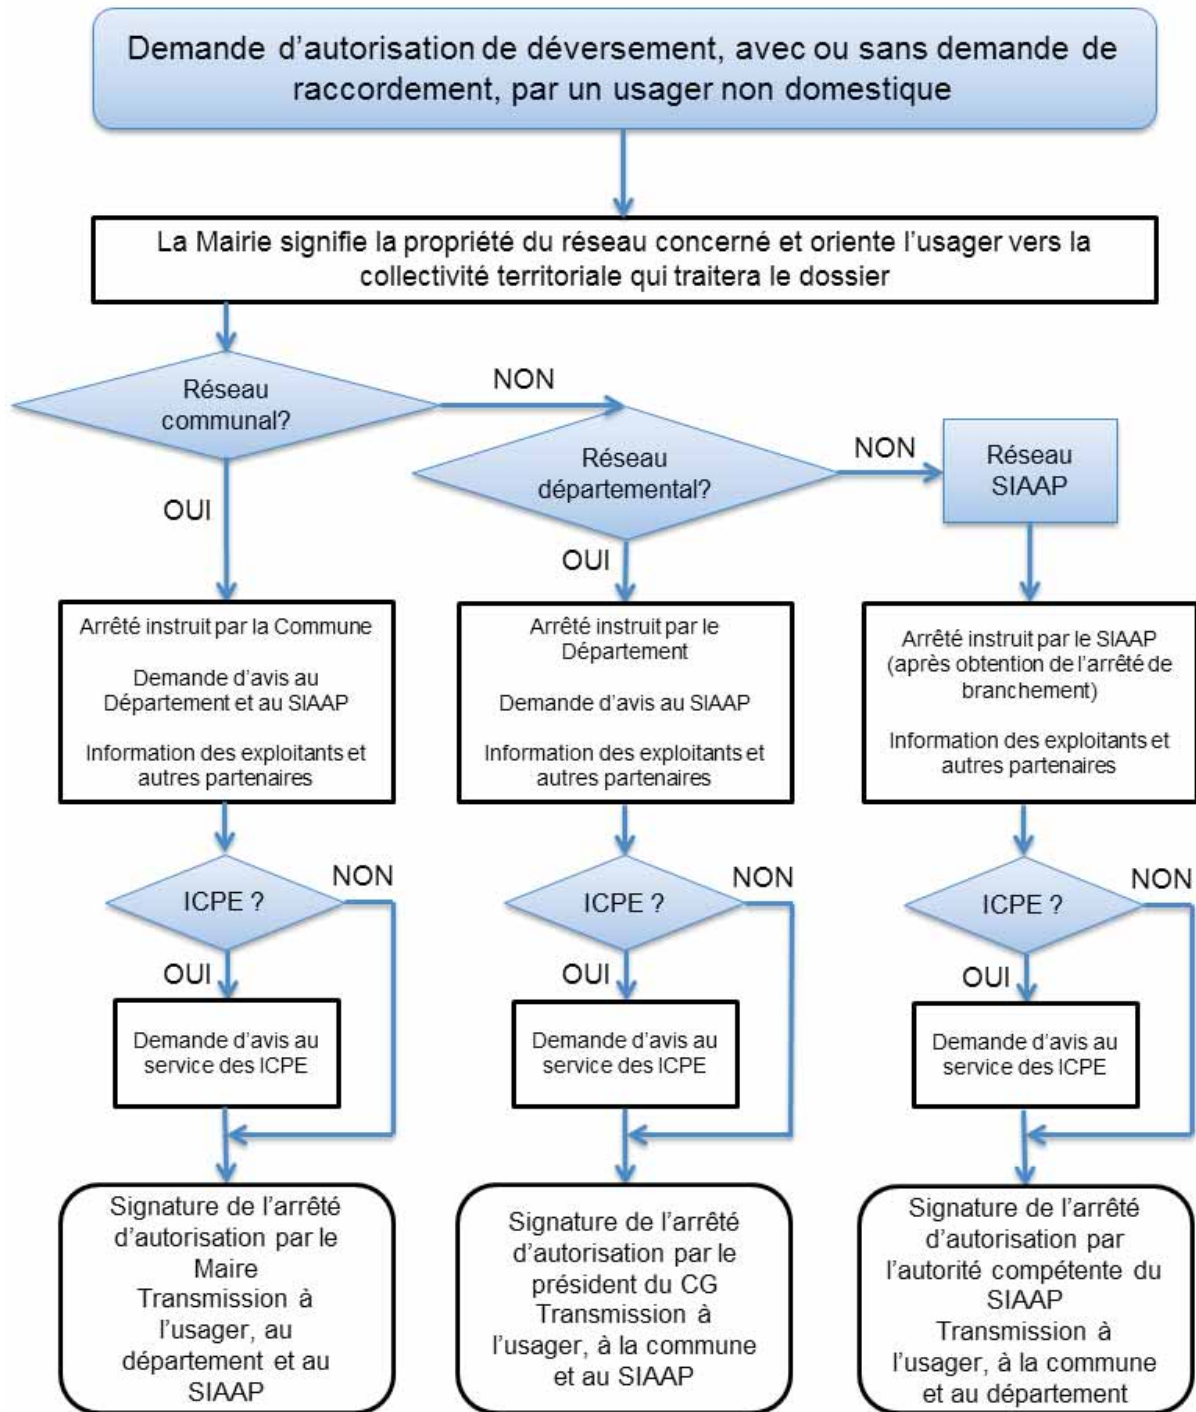 Demande d'autorisation de déversement, avec ou sans demande de
raccordement, par un usager non domestique
La Mairie signifie la propriété du réseau concerné et oriente l'usager vers la
collectivité territoriale qui traitera le dossier
Réseau
communal?
NON
Réseau
départemental?
NON
Réseau
SIAAP
OUI
OUI
Arrêté instruit par la Commune
Demande d'avis au
Département et au SIAAP
Information des exploitants et
autres partenaires
Arrêté instruit par le
Département
Demande d'avis au SIAAP
Information des exploitants et
autres partenaires
Arrêté instruit par le SIAAP
(après obtention de l'arrêté de
branchement)
Information des exploitants et
autres partenaires
ICPE ?
NON
OUI
ICPE ?
NON
OUI
ICPE ?
NON
OUI
Demande d'avis au
service des ICPE
Demande d'avis au
service des ICPE
Demande d'avis au
service des ICPE
Signature de l'arrêté
d'autorisation par le
Maire
Transmission à
l'usager, au
département et au
SIAAP
Signature de l'arrêté
d'autorisation par le
président du CG
Transmission à
l'usager, à la commune
et au SIAAP
Signature de l'arrêté
d'autorisation par
l'autorité compétente du
SIAAP
Transmission à
l'usager, à la commune
et au département